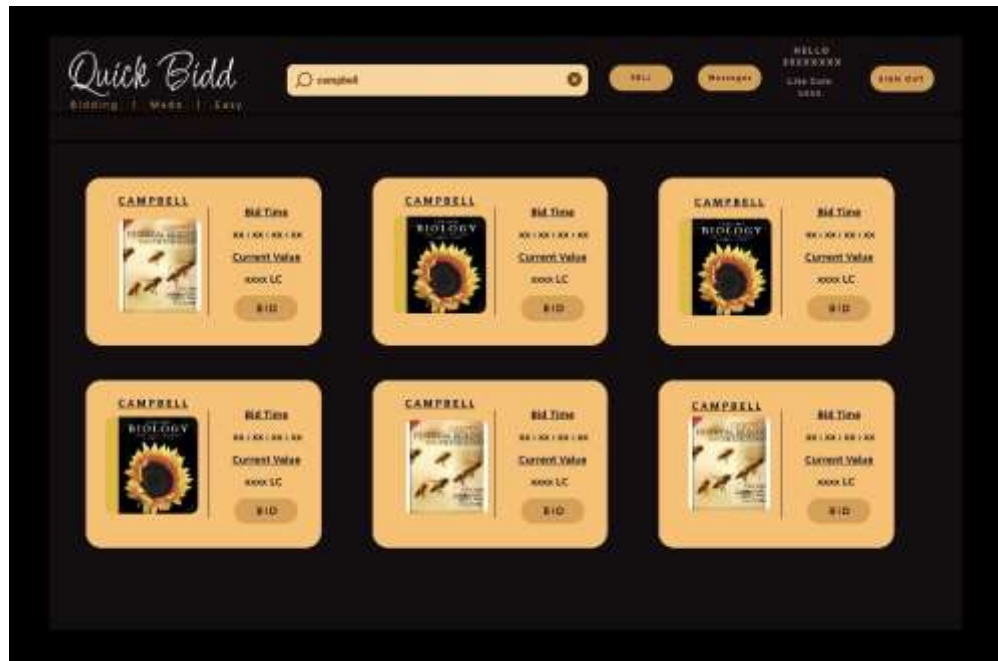 Quick Bidd
Bidding | Made | Easy
campbell
SELL
Messages
HELLO
XXXXXXXX
SIGN OUT
CAMPBELL
Bid Time
XX : XX : XX : XX
Current Value
xxxx LC
BID
CAMPBELL
BIOLOGY
Bid Time
XX : XX : XX : XX
Current Value
xxxx LC
BID
CAMPBELL
BIOLOGY
Bid Time
XX : XX : XX : XX
Current Value
xxxx LC
BID
CAMPBELL
BIOLOGY
Bid Time
XX : XX : XX : XX
Current Value
xxxx LC
BID
CAMPBELL
Bid Time
XX : XX : XX : XX
Current Value
xxxx LC
BID
CAMPBELL
Bid Time
XX : XX : XX : XX
Current Value
xxxx LC
BID